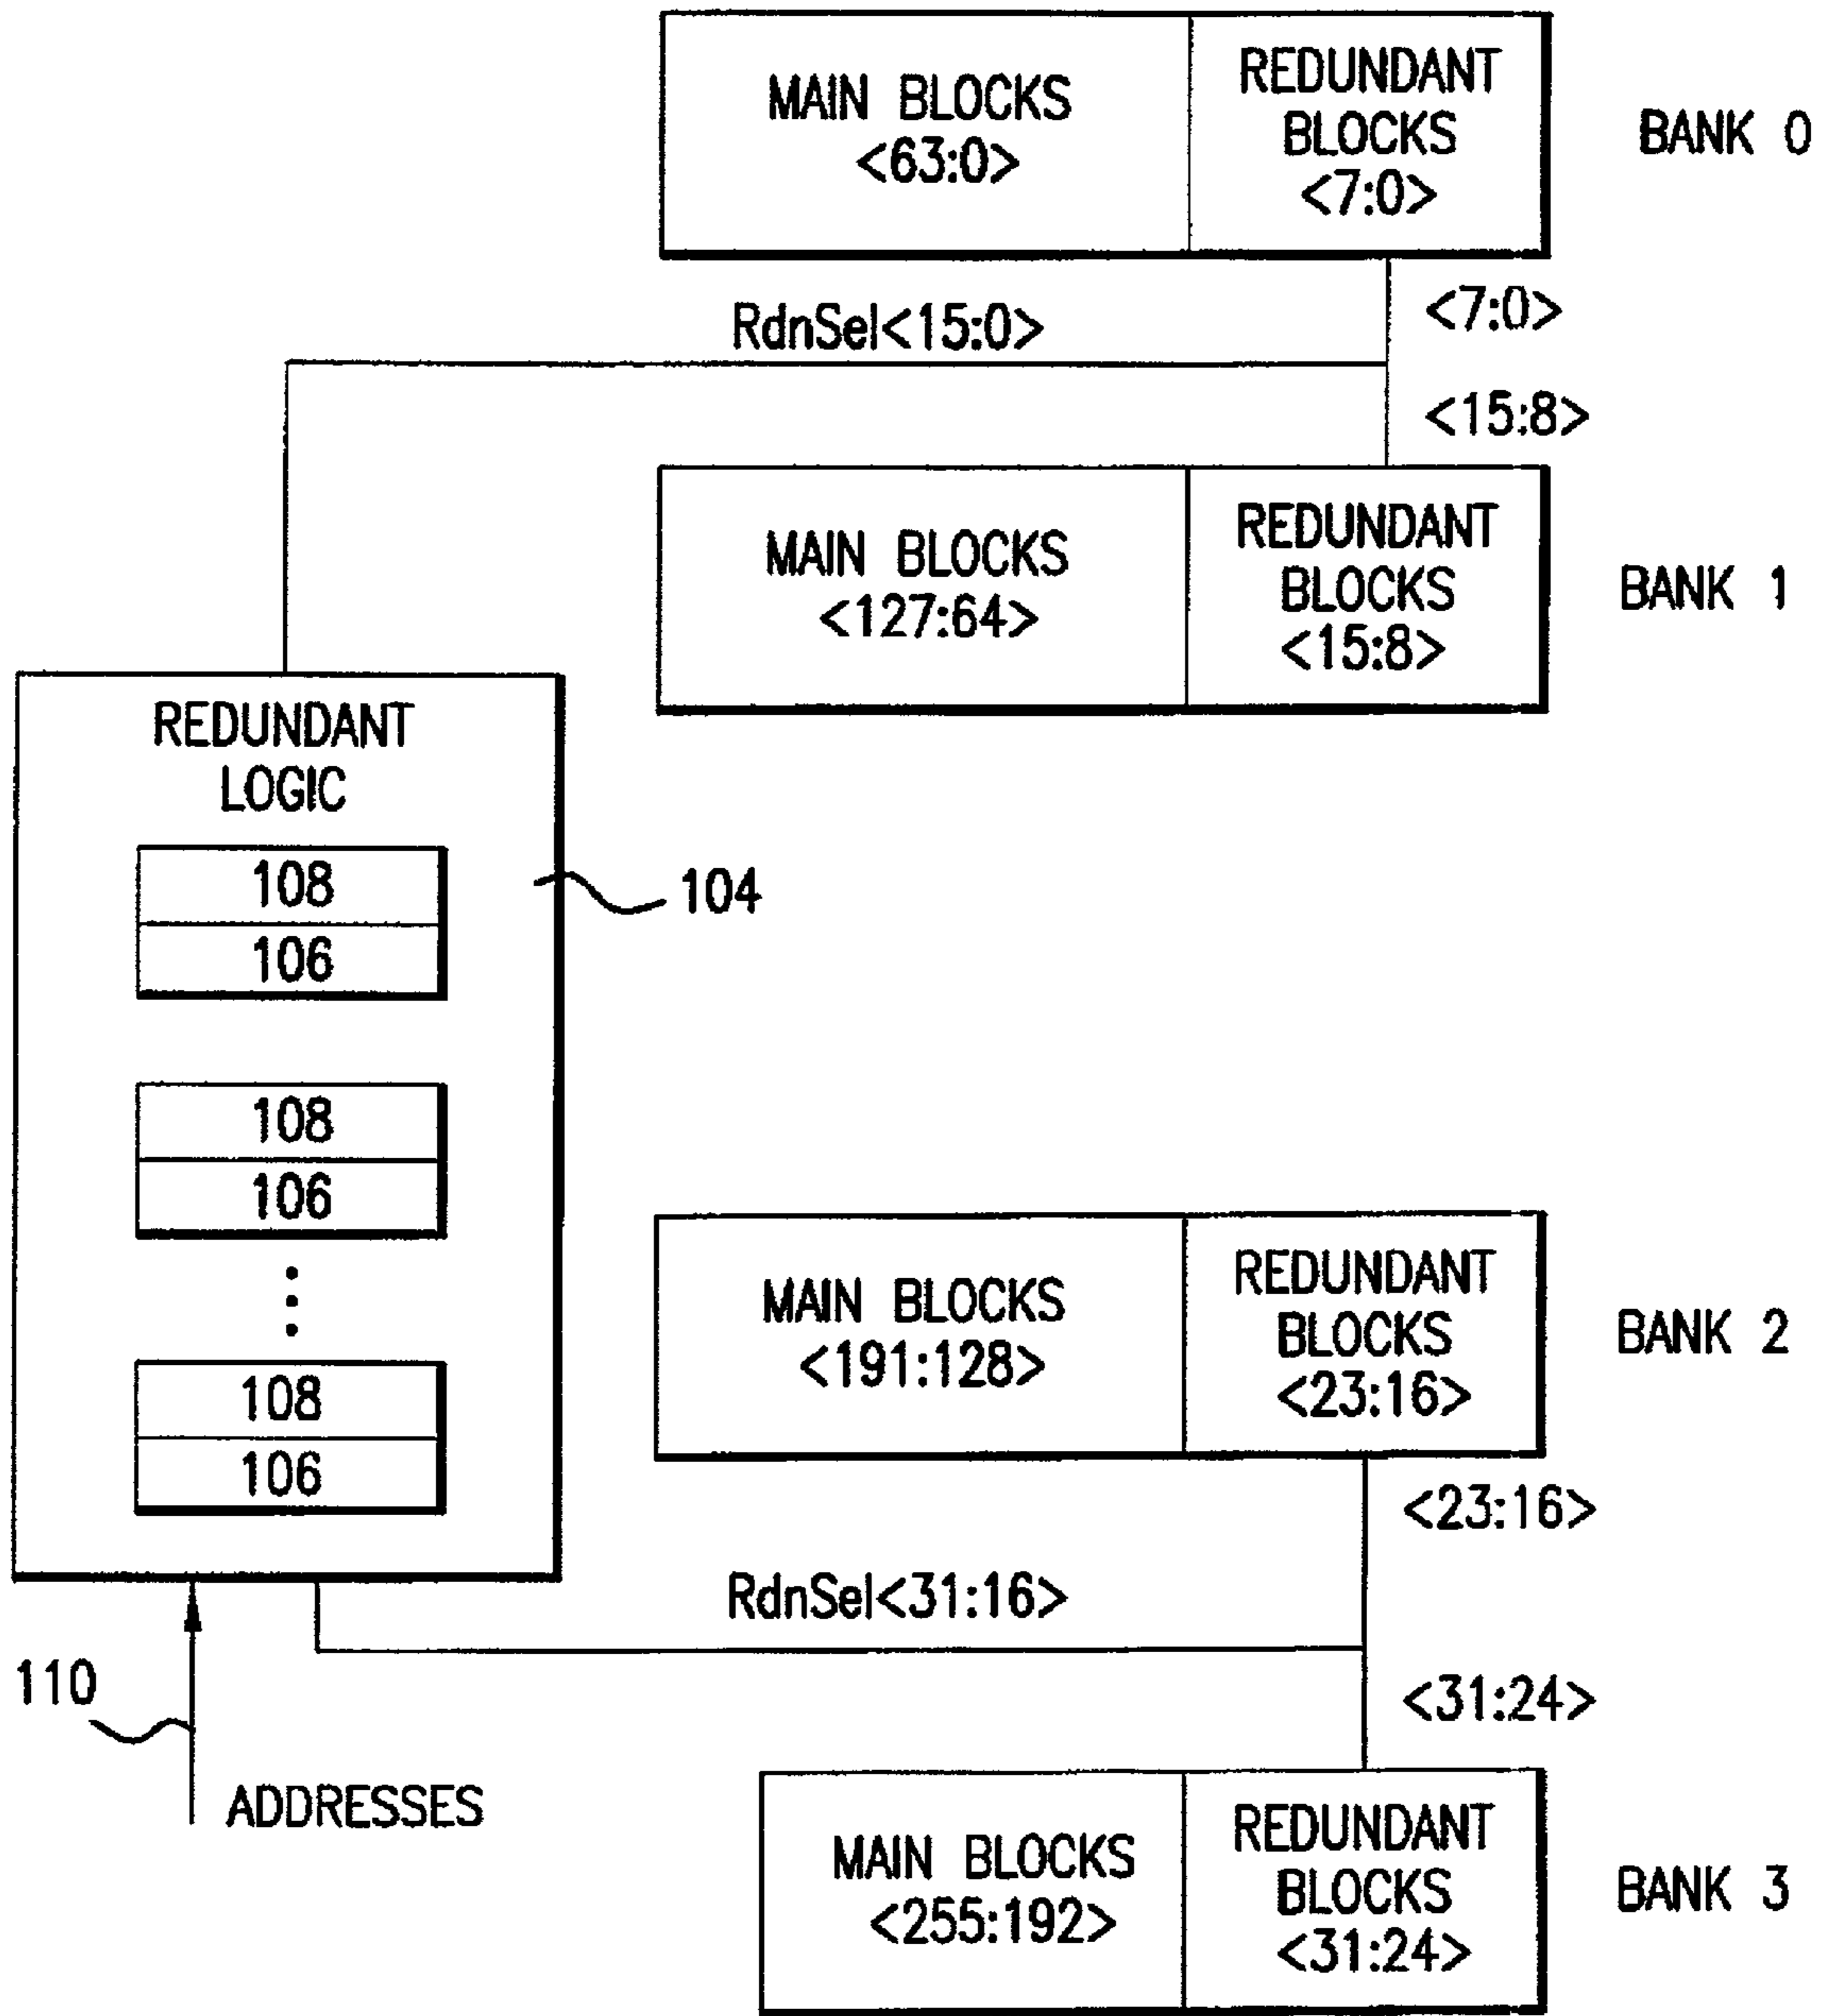 MAIN BLOCKS
<63:0>
REDUNDANT
BLOCKS
<7:0>
BANK 0
RdnSel<15:0>
<7:0>
<15:8>
MAIN BLOCKS
<127:64>
REDUNDANT
BLOCKS
<15:8>
BANK 1
REDUNDANT
LOGIC
108
106
104
108
106
108
106
MAIN BLOCKS
<191:128>
REDUNDANT
BLOCKS
<23:16>
BANK 2
<23:16>
RdnSel<31:16>
<31:24>
110
ADDRESSES
MAIN BLOCKS
<255:192>
REDUNDANT
BLOCKS
<31:24>
BANK 3